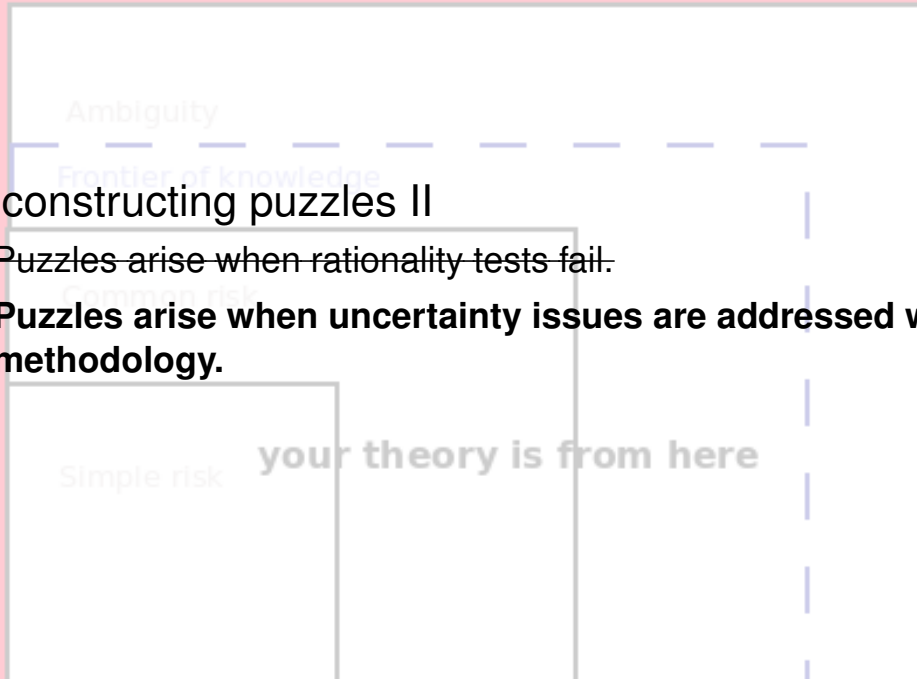 Ambiguity
Frontier of knowledge
constructing puzzles II
Puzzles arise when rationality tests fail.
Common risk
Puzzles arise when uncertainty issues are addressed
methodology.
your theory is from here
Simple risk